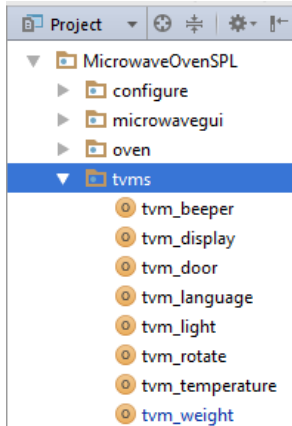 Project
MicrowaveOvenSPL
configure
microwavegui
oven
tvms
tvm_beeper
tvm_display
tvm_door
tvm_language
tvm_light
tvm_rotate
tvm_temperature
tvm_weight